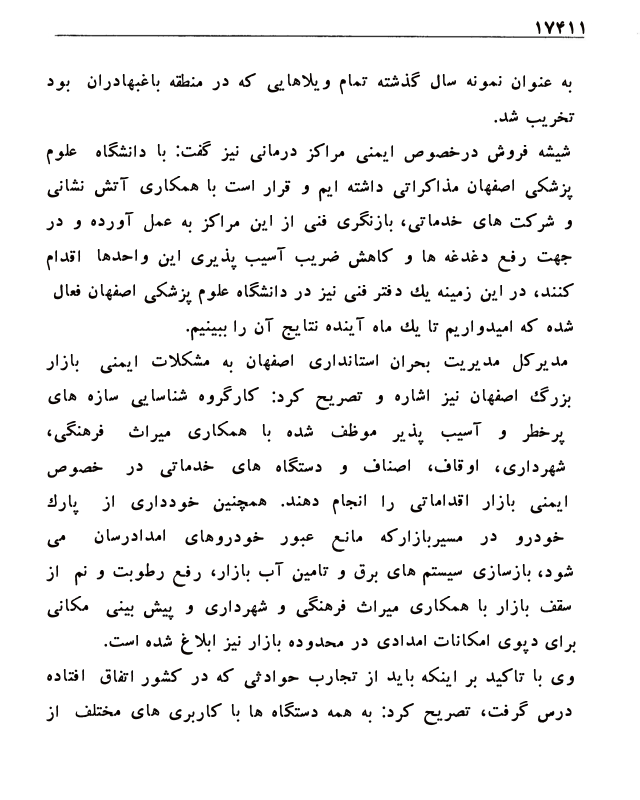 ۱۷۴۱۱
به عنوان نمونه سال گذشته تمام ویلاهایی که در منطقه باغبهادران بود
تخریب شد.
شیشه فروش درخصوص ایمنی مراکز درمانی نیز گفت: با دانشگاه علوم
پزشکی اصفهان مذاکراتی داشته ایم و قرار است با همکاری آتش نشانی
و شرکت های خدماتی، بازنگری فنی از این مراکز به عمل آورده و در
جهت رفع دغدغه ها و کاهش ضریب آسیب پذیری این واحدها اقدام
کنند، در این زمینه یك دفتر فنی نیز در دانشگاه علوم پزشکی اصفهان فعال
شده که امیدواریم تا یك ماه آینده نتایج آن را ببینیم.
مدیرکل مدیریت بحران استانداری اصفهان به مشکلات ایمنی بازار
بزرگ اصفهان نیز اشاره و تصریح کرد: کارگروه شناسایی سازه های
پرخطر و آسیب پذیر موظف شده با همکاری میراث فرهنگی،
شهرداری، اوقاف، اصناف و دستگاه های خدماتی در خصوص
ایمنی بازار اقداماتی را انجام دهند. همچنین خودداری از پارك
خودرو در مسیربازارکه مانع عبور خودروهای امدادرسان می
شود، بازسازی سیستم های برق و تامین آب بازار، رفع رطوبت و نم از
سقف بازار با همکاری میراث فرهنگی و شهرداری و پیش بینی مکانی
برای دپوی امکانات امدادی در محدوده بازار نیز ابلاغ شده است.
وی با تاکید بر اینکه باید از تجارب حوادثی که در کشور اتفاق افتاده
درس گرفت، تصریح کرد: به همه دستگاه ها با کاربری های مختلف از